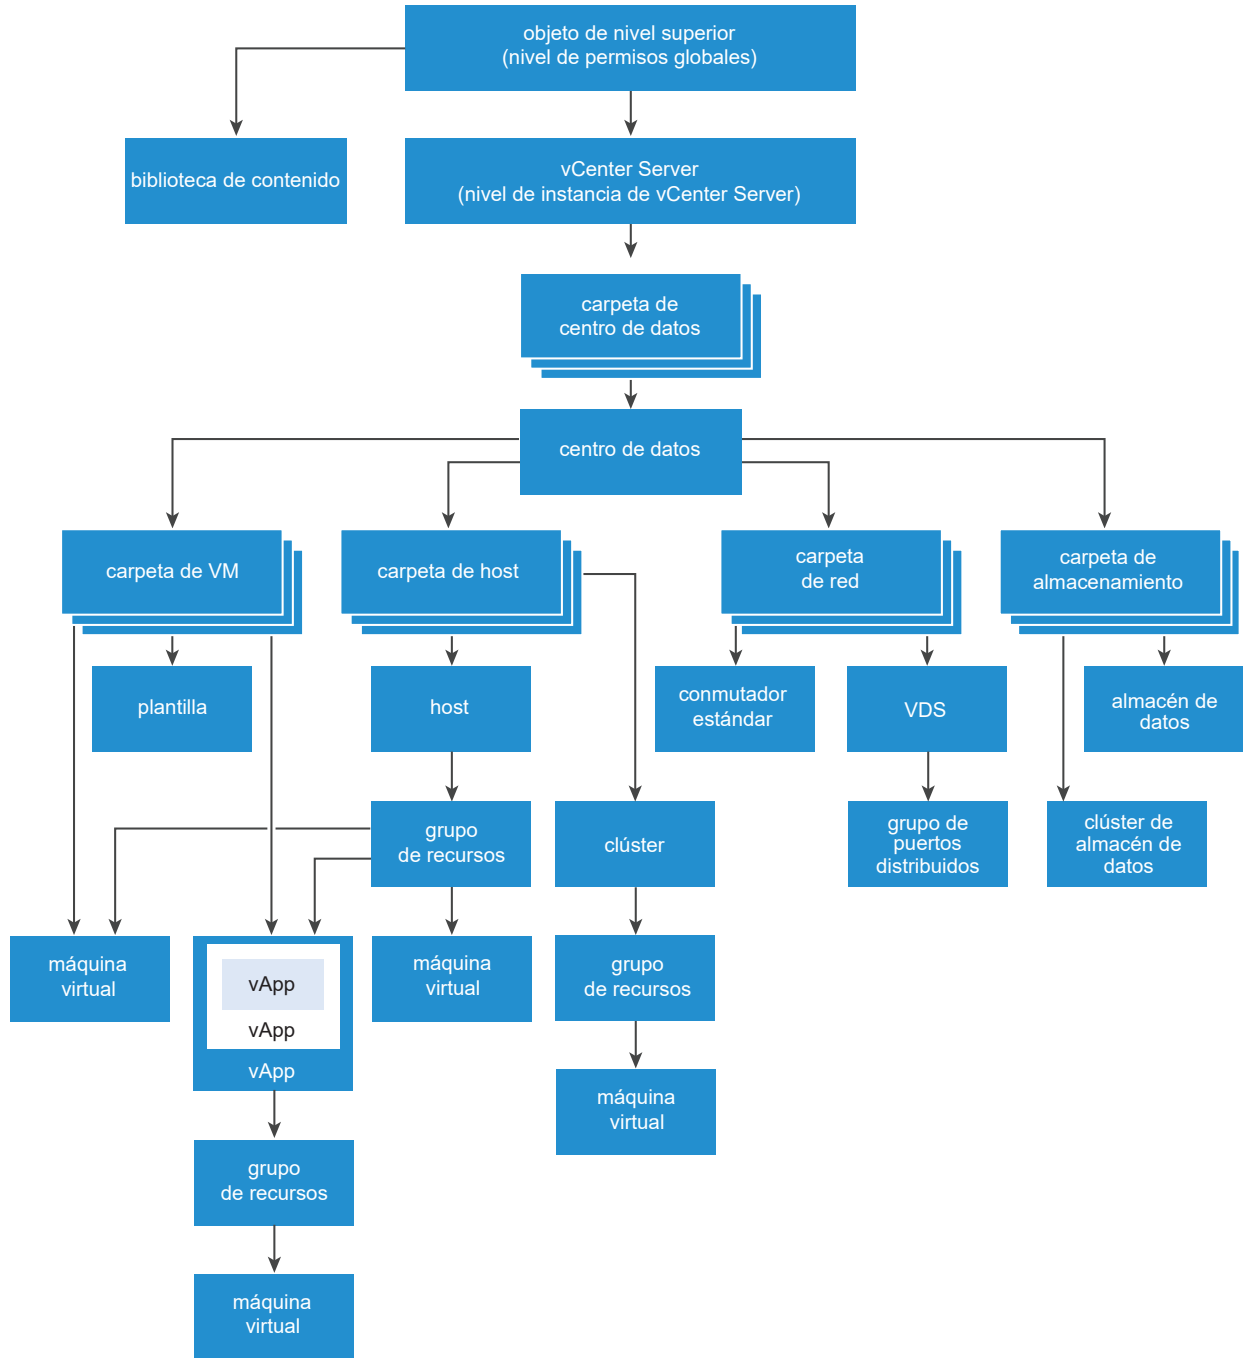 objeto de nivel superior
(nivel de permisos globales)
biblioteca de contenido
vCenter Server
(nivel de instancia de vCenter Server)
carpeta de
centro de datos
centro de datos
carpeta de VM
carpeta de host
carpeta
de red
carpeta de
almacenamiento
plantilla
host
conmutador
estándar
VDS
almacén de
datos
grupo
de recursos
clúster
grupo de
puertos
distribuidos
clúster de
almacén de
datos
máquina
virtual
vApp
vApp
vApp
máquina
virtual
grupo
de recursos
máquina
virtual
grupo
de recursos
máquina
virtual